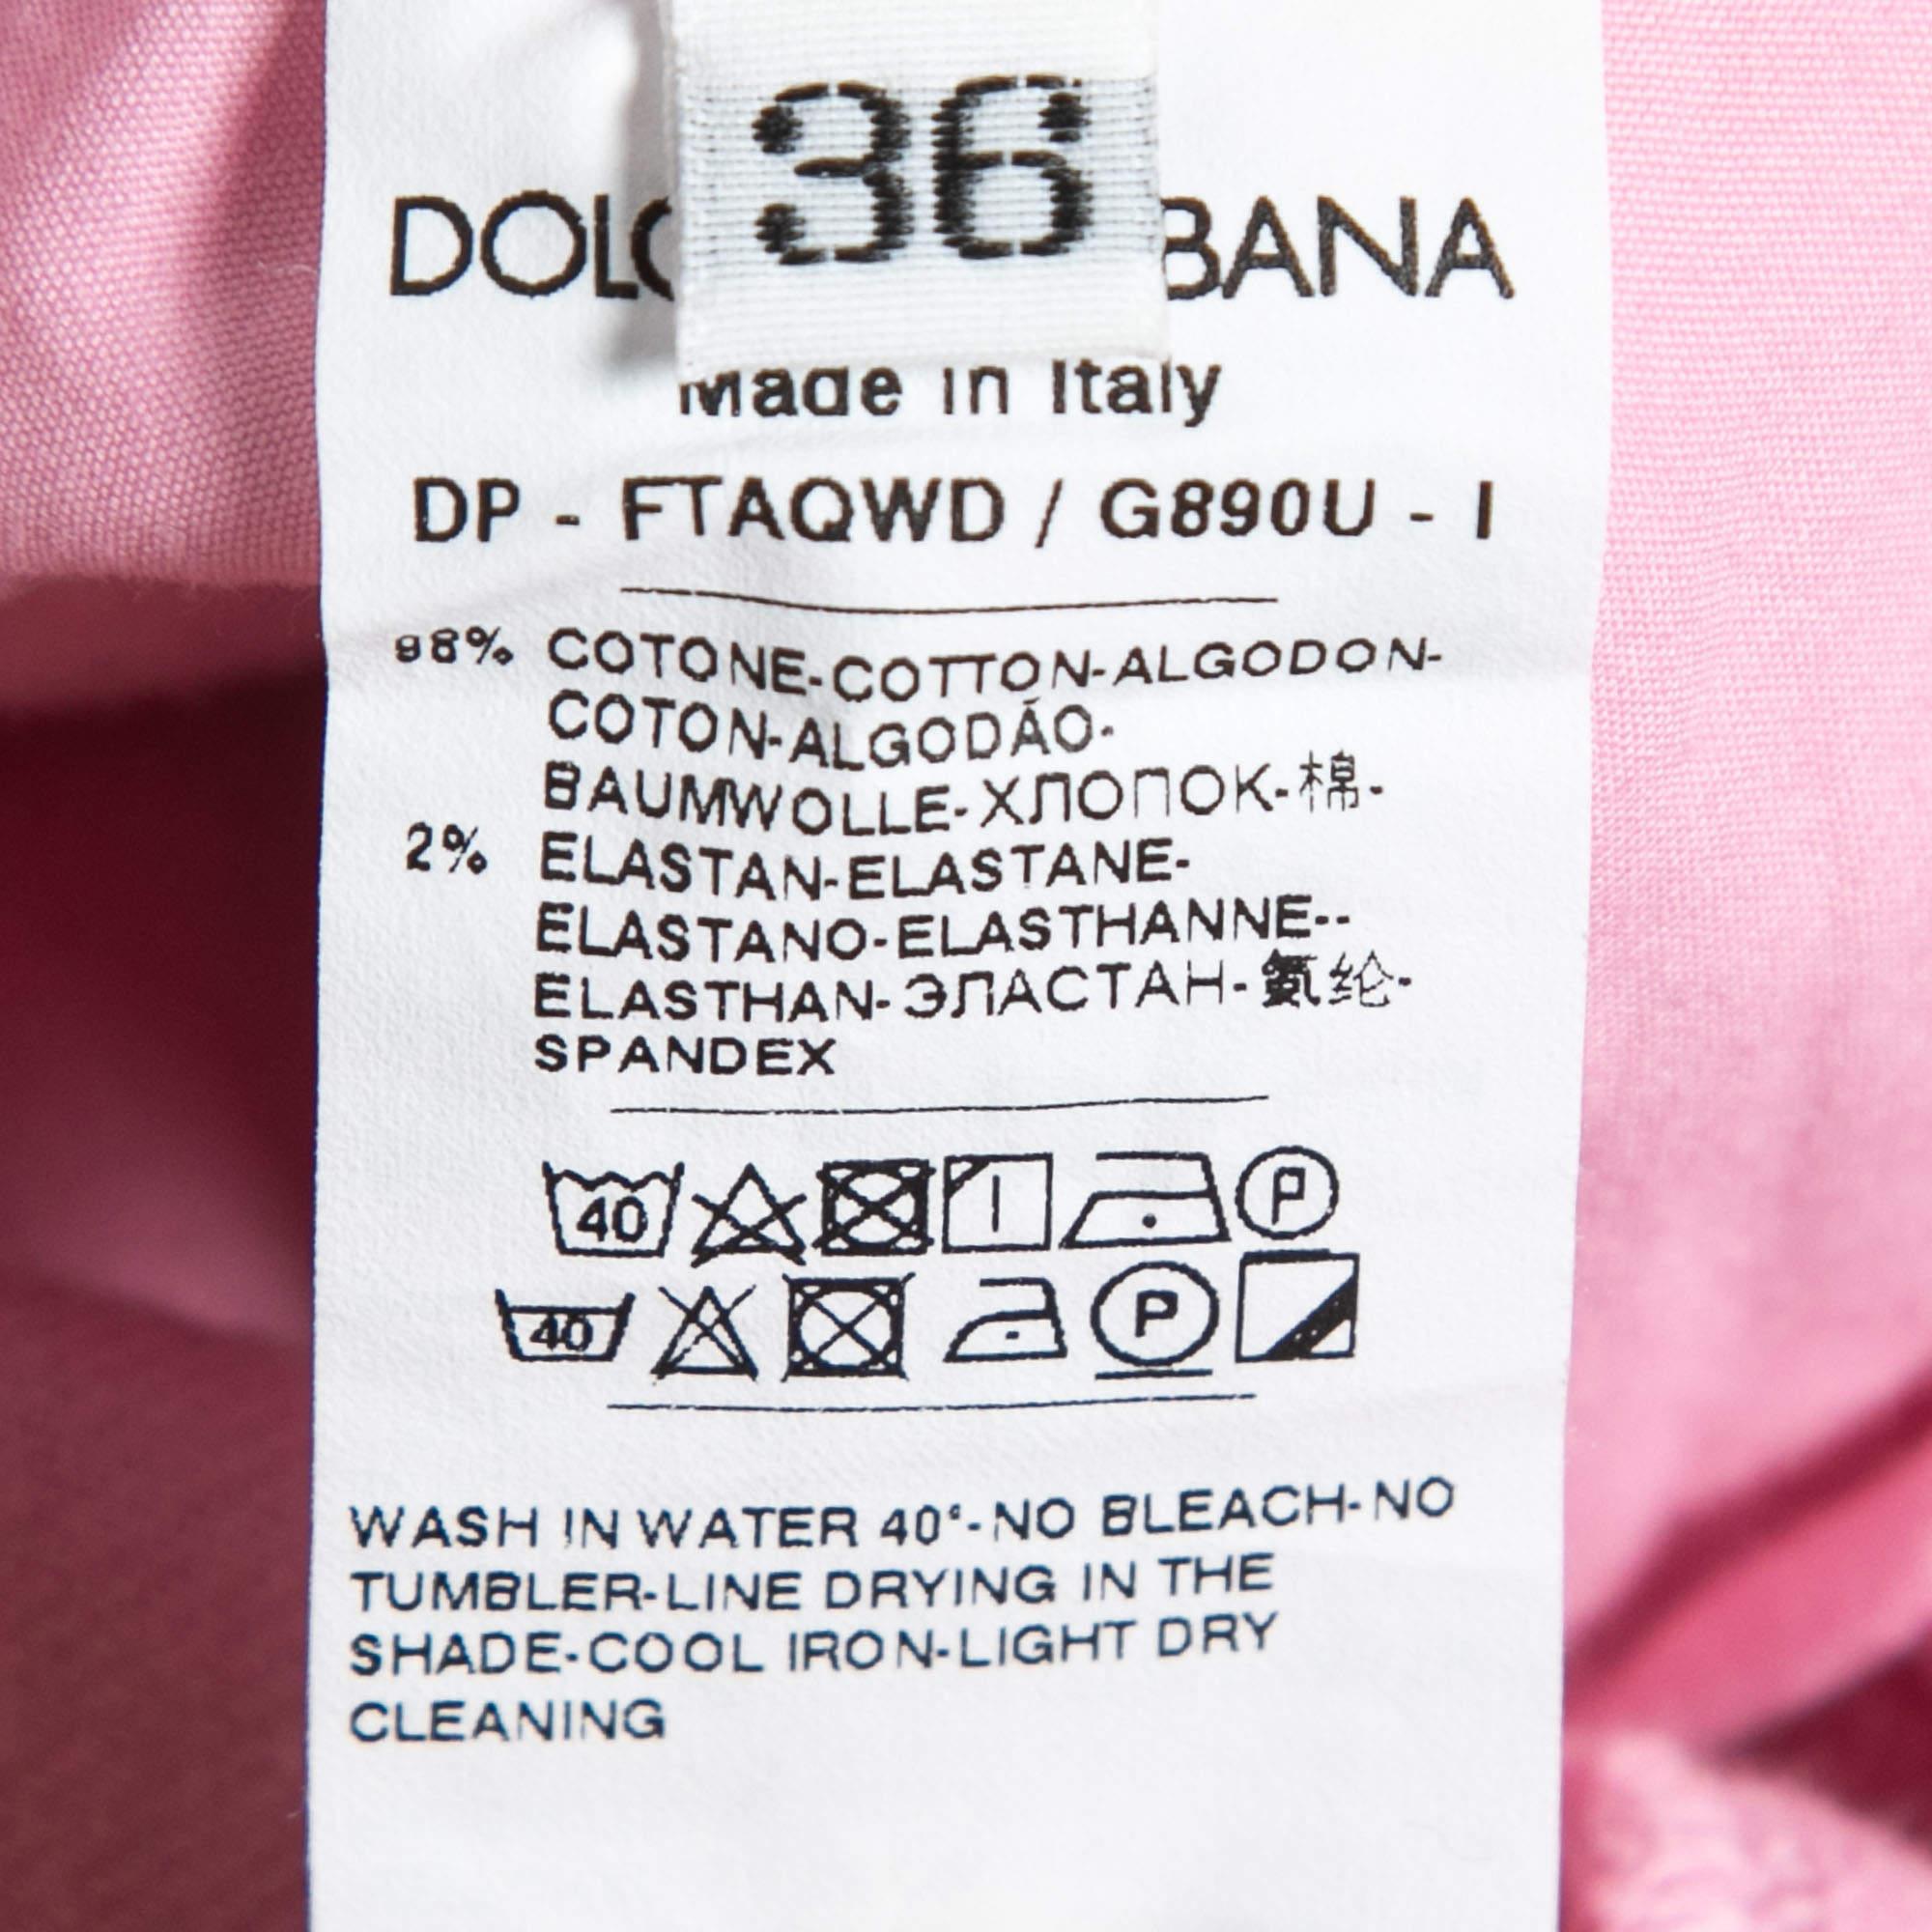 36
DOLC BANA
Made in Italy
DP - FTAQWD / G890U - I
98% COTONE-COTTON-ALGODON-
COTON-ALGODÃO-
BAUMWOLLE-ХЛОПОК-棉-
2% ELASTAN-ELASTANE-
ELASTANO-ELASTHANNE--
ELASTHAN-ЭЛАСТАН-氨纶-
SPANDEX
40 P
40 P
WASH IN WATER 40°-NO BLEACH-NO
TUMBLER-LINE DRYING IN THE
SHADE-COOL IRON-LIGHT DRY
CLEANING